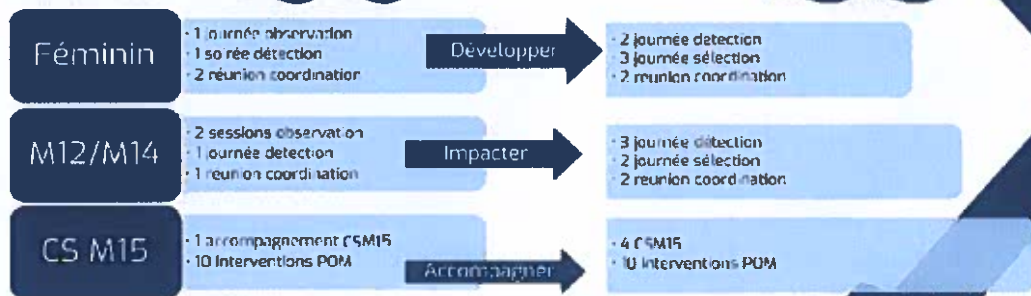 Féminin
· 1 journée observation
· 1 soirée détection
· 2 réunion coordination
Développer
· 2 journée detection
· 3 journée sélection
· 2 reunion coordination
M12/M14
· 2 sessions observation
· 1 journée detection
· 1 reunion coordination
Impacter
· 3 journée détection
· 2 journée sélection
· 2 reunion coordination
CS M15
· 1 accompagnement CSM15
· 10 interventions POM
Accompagner
· 4 CSM15
· 10 interventions POM